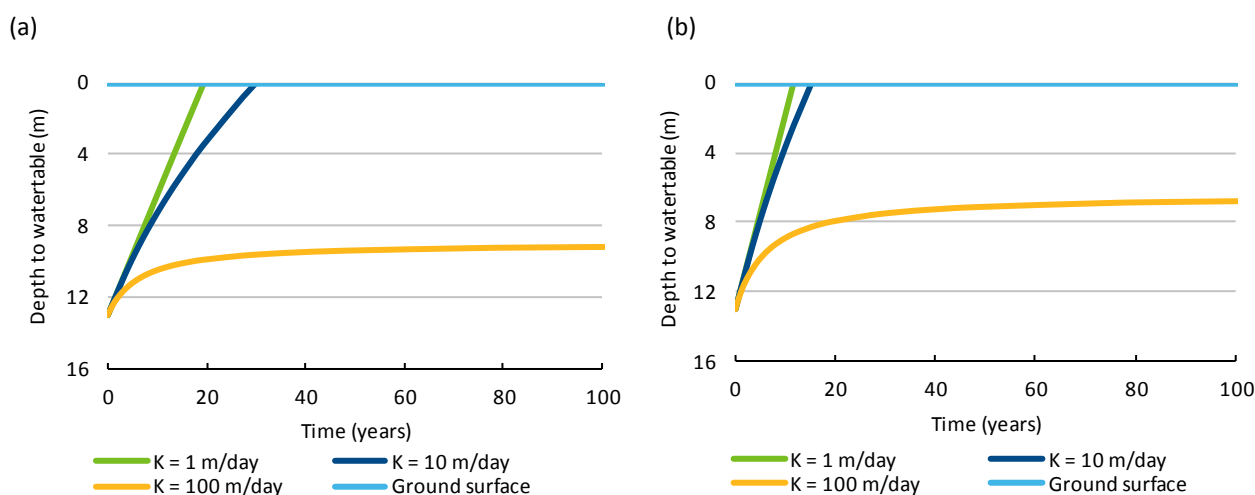 (a)
Depth to watertable (m)
0
4
8
12
16
0 20 40 60 80 100
Time (years)
K = 1 m/day K = 10 m/day
K = 100 m/day Ground surface
(b)
Depth to watertable (m)
0
4
8
12
16
0 20 40 60 80 100
Time (years)
K = 1 m/day K = 10 m/day
K = 100 m/day Ground surface